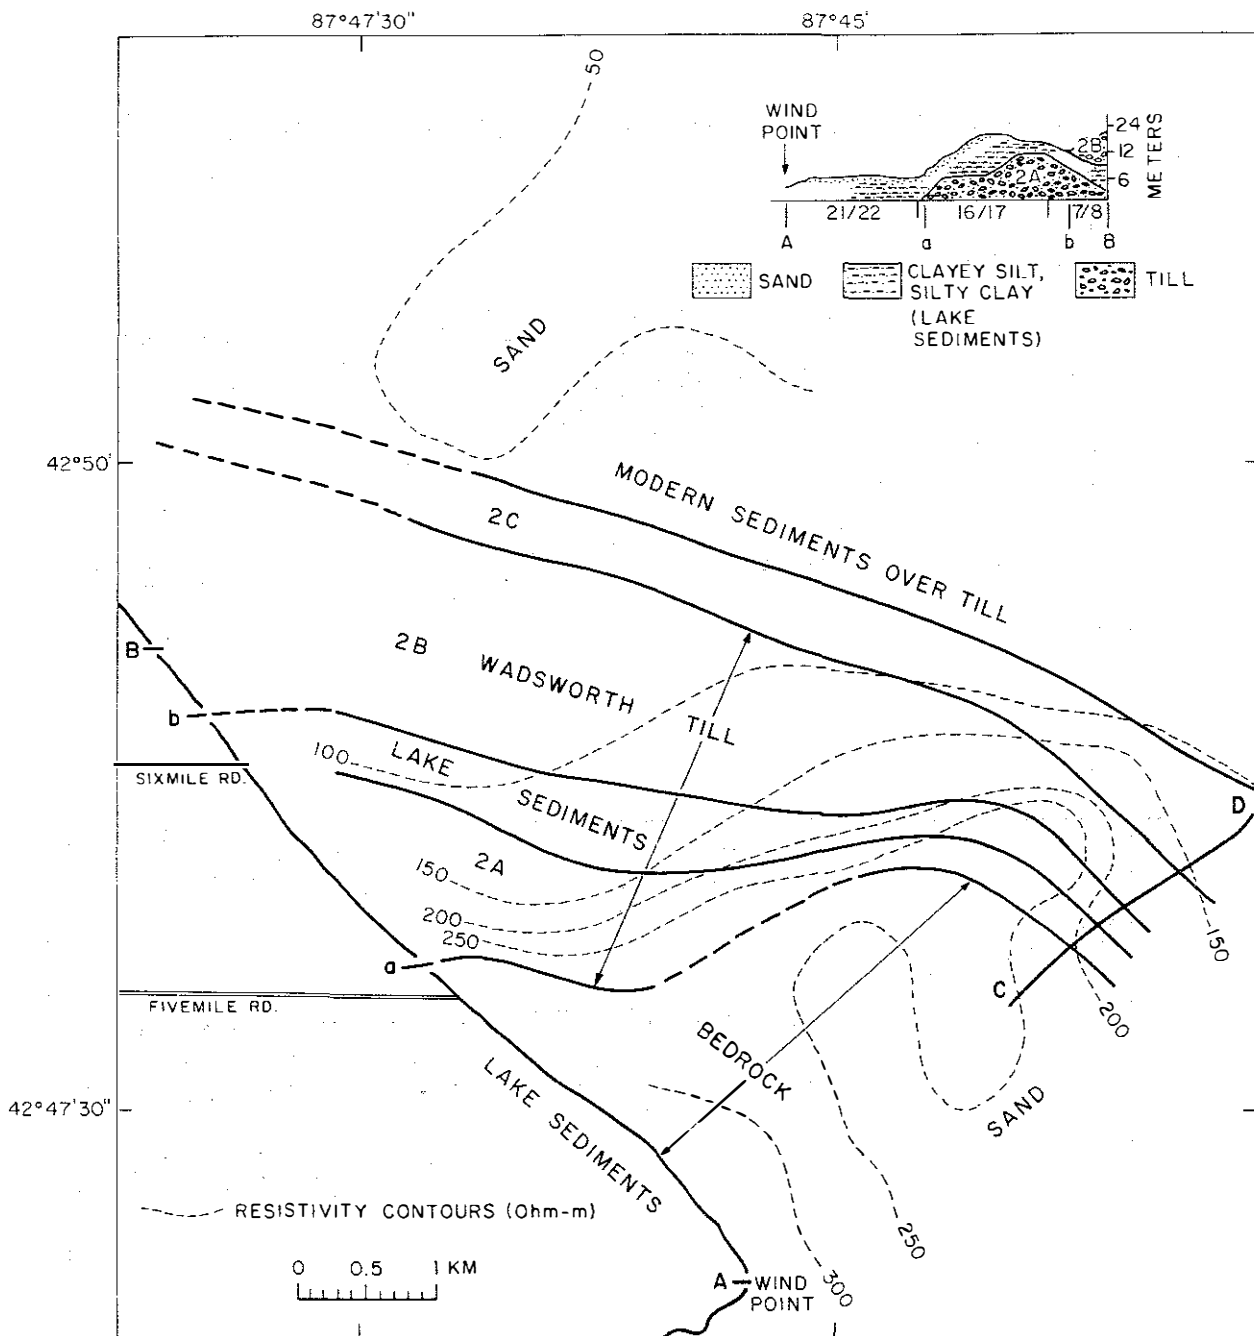 87°47'30"
87°45'
50
WIND
POINT
24
2B
12
2A
6
METERS
21/22
16/17
7/8
A
a
b
B
SAND
CLAYEY SILT,
SILTY CLAY
(LAKE
SEDIMENTS)
TILL
SAND
42°50'
MODERN SEDIMENTS OVER TILL
2C
B
2B WADSWORTH TILL
b
LAKE
SEDIMENTS
100
SIXMILE RD.
D
2A
150
200
250
150
a
C
200
FIVEMILE RD.
BEDROCK
LAKE SEDIMENTS
SAND
42°47'30"
RESISTIVITY CONTOURS (Ohm-m)
250
300
0 0.5 1 KM
A
WIND
POINT